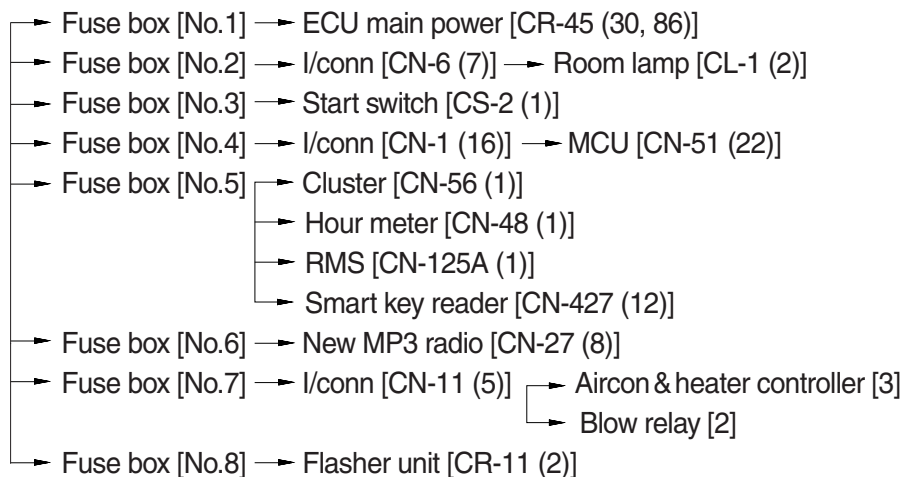 Fuse box [No.1] → ECU main power [CR-45 (30, 86)]
Fuse box [No.2] → I/conn [CN-6 (7)] → Room lamp [CL-1 (2)]
Fuse box [No.3] → Start switch [CS-2 (1)]
Fuse box [No.4] → I/conn [CN-1 (16)] → MCU [CN-51 (22)]
Fuse box [No.5] → Cluster [CN-56 (1)]
Hour meter [CN-48 (1)]
RMS [CN-125A (1)]
Smart key reader [CN-427 (12)]
Fuse box [No.6] → New MP3 radio [CN-27 (8)]
Fuse box [No.7] → I/conn [CN-11 (5)] → Aircon & heater controller [3]
Blow relay [2]
Fuse box [No.8] → Flasher unit [CR-11 (2)]